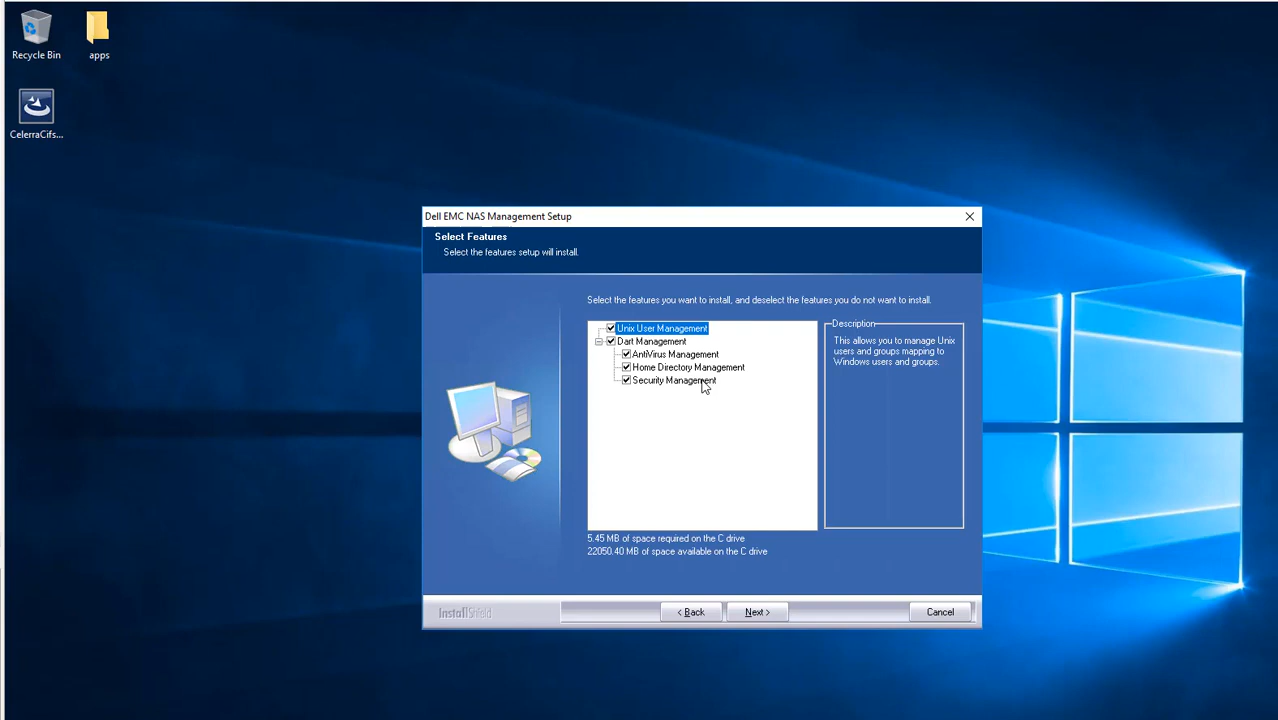 Recycle Bin
apps
CelerraCifs...
Dell EMC NAS Management Setup
Select Features
Select the features setup will install.
Select the features you want to install, and deselect the features you do not want to install.
Unix User Management
Dart Management
AntiVirus Management
Home Directory Management
Security Management
Description
This allows you to manage Unix
users and groups mapping to
Windows users and groups.
5.45 MB of space required on the C drive
22050.40 MB of space available on the C drive
InstallShield
< Back
Next >
Cancel